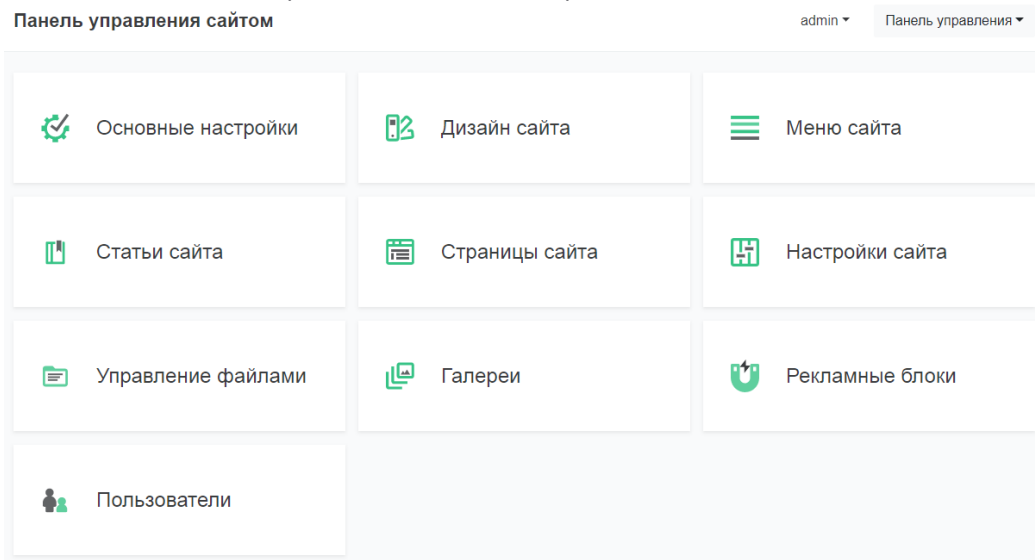 Панель управления сайтом
admin
Панель управления
Основные настройки
Дизайн сайта
Меню сайта
Статьи сайта
Страницы сайта
Настройки сайта
Управление файлами
Галереи
Рекламные блоки
Пользователи